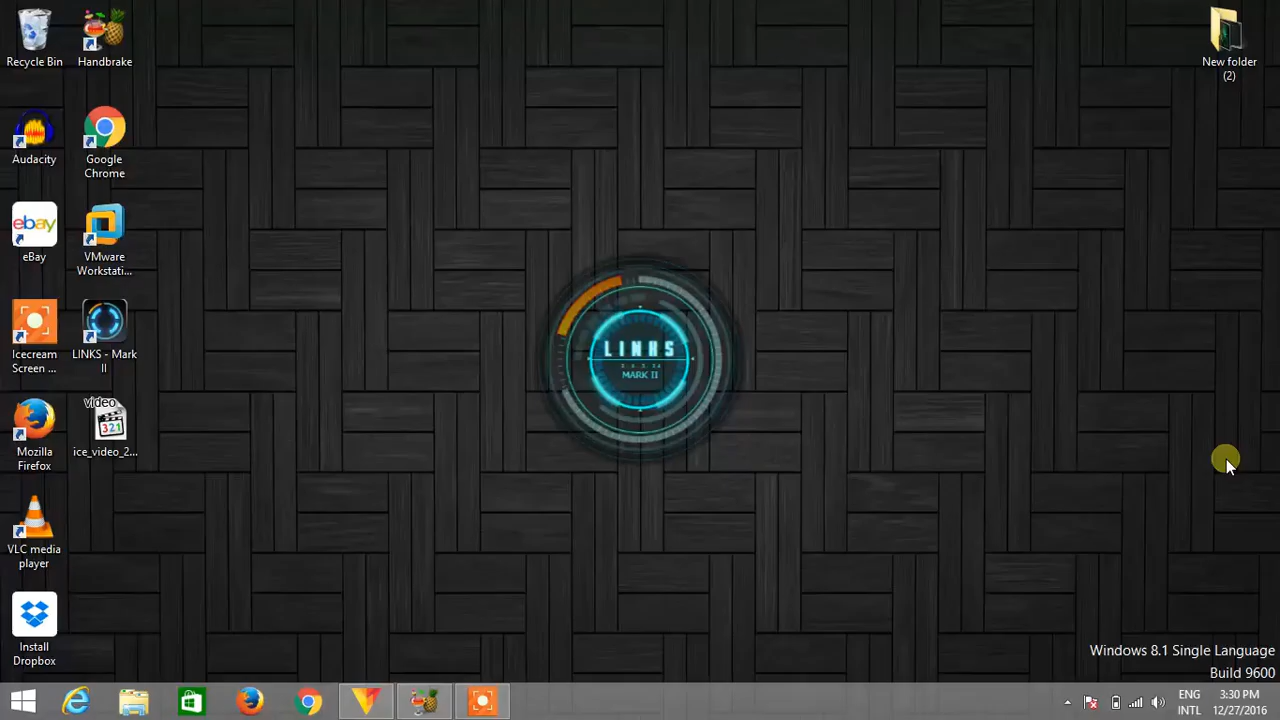 Recycle Bin
Handbrake
New folder
(2)
Audacity
Google
Chrome
ebay
eBay
VMware
Workstati...
Icecream
Screen ...
LINKS - Mark
II
LINKS
MARK II
Mozilla
Firefox
video
321
ice_video_2...
VLC media
player
Install
Dropbox
Windows 8.1 Single Language
Build 9600
ENG
INTL
3:30 PM
12/27/2016